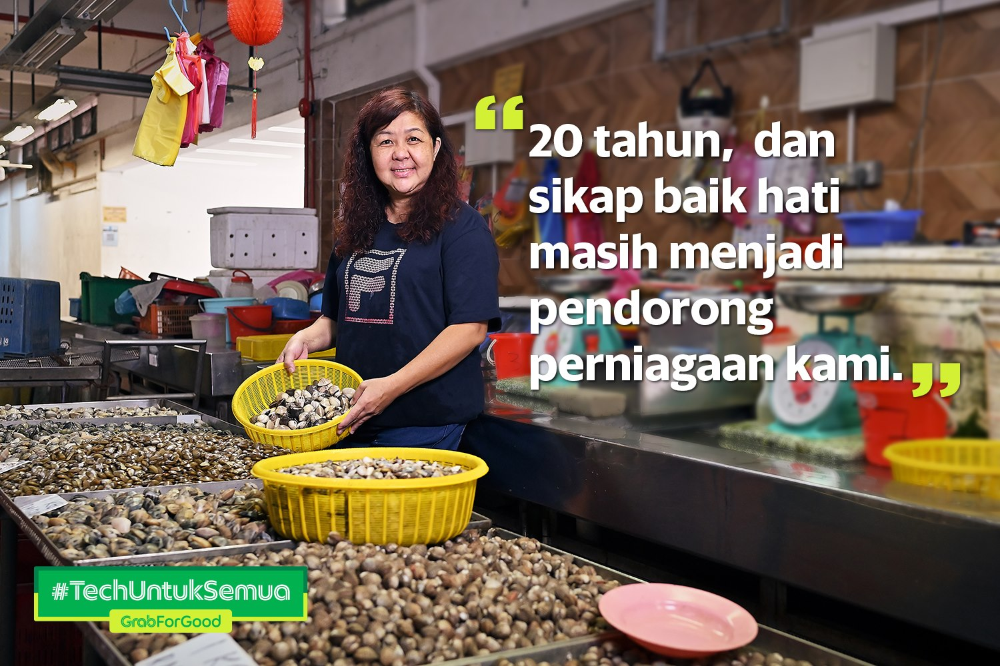 “20 tahun, dan
sikap baik hati
masih menjadi
pendorong
perniagaan kami.”
#TechUntukSemua
GrabForGood